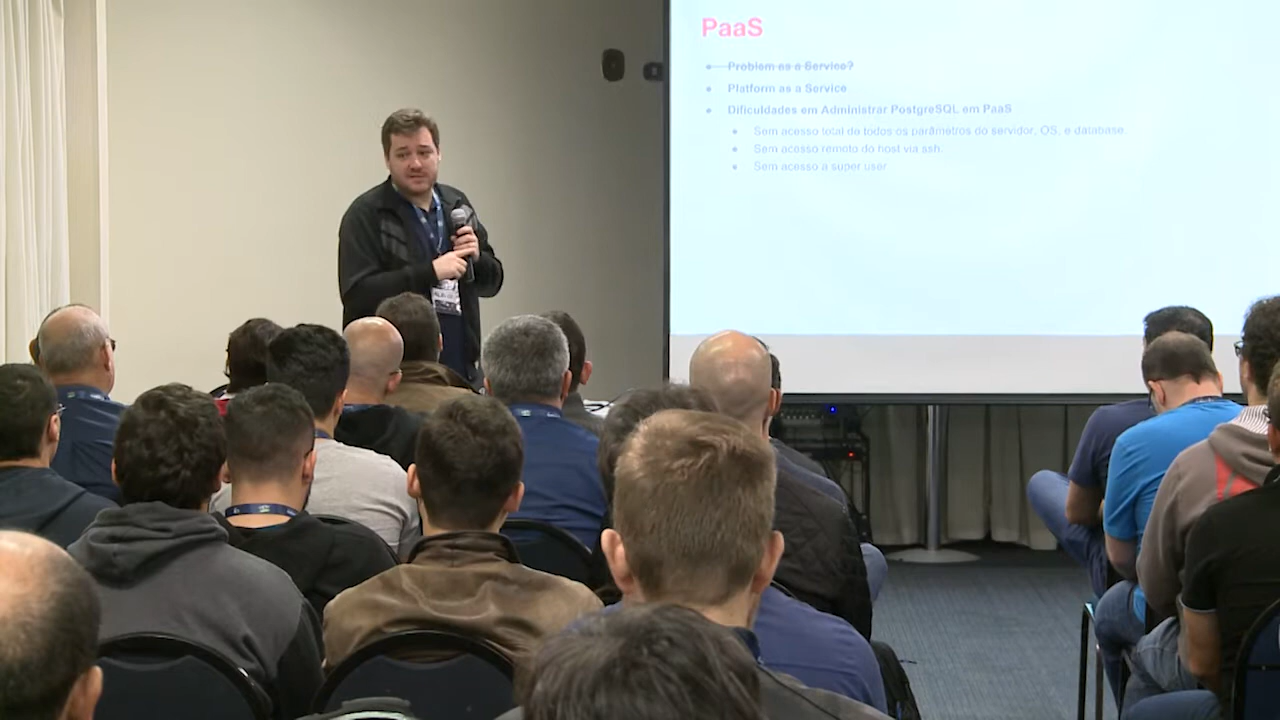 PaaS
Problem as a Service?
Platform as a Service
Dificuldades em Administrar PostgreSQL em PaaS
Sem acesso total de todos os parâmetros do servidor, OS, e database.
Sem acesso remoto do host via ssh.
Sem acesso a super user